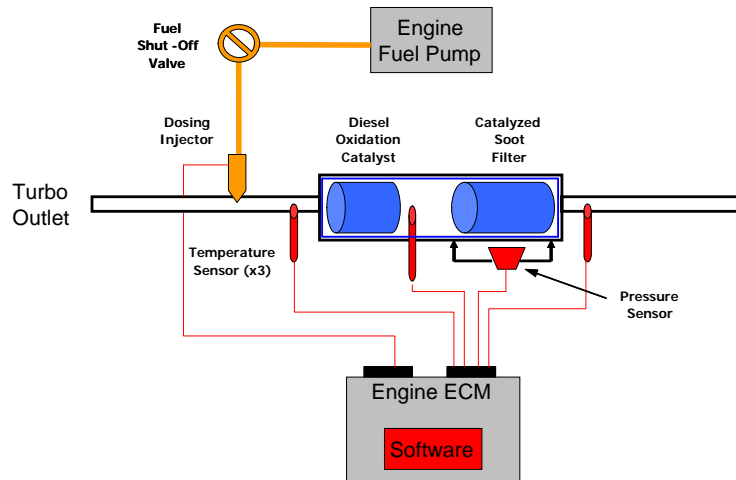 Fuel
Shut -Off
Valve
Engine
Fuel Pump
Dosing
Injector
Diesel
Oxidation
Catalyst
Catalyzed
Soot
Filter
Turbo
Outlet
Temperature
Sensor (x3)
Pressure
Sensor
Engine ECM
Software